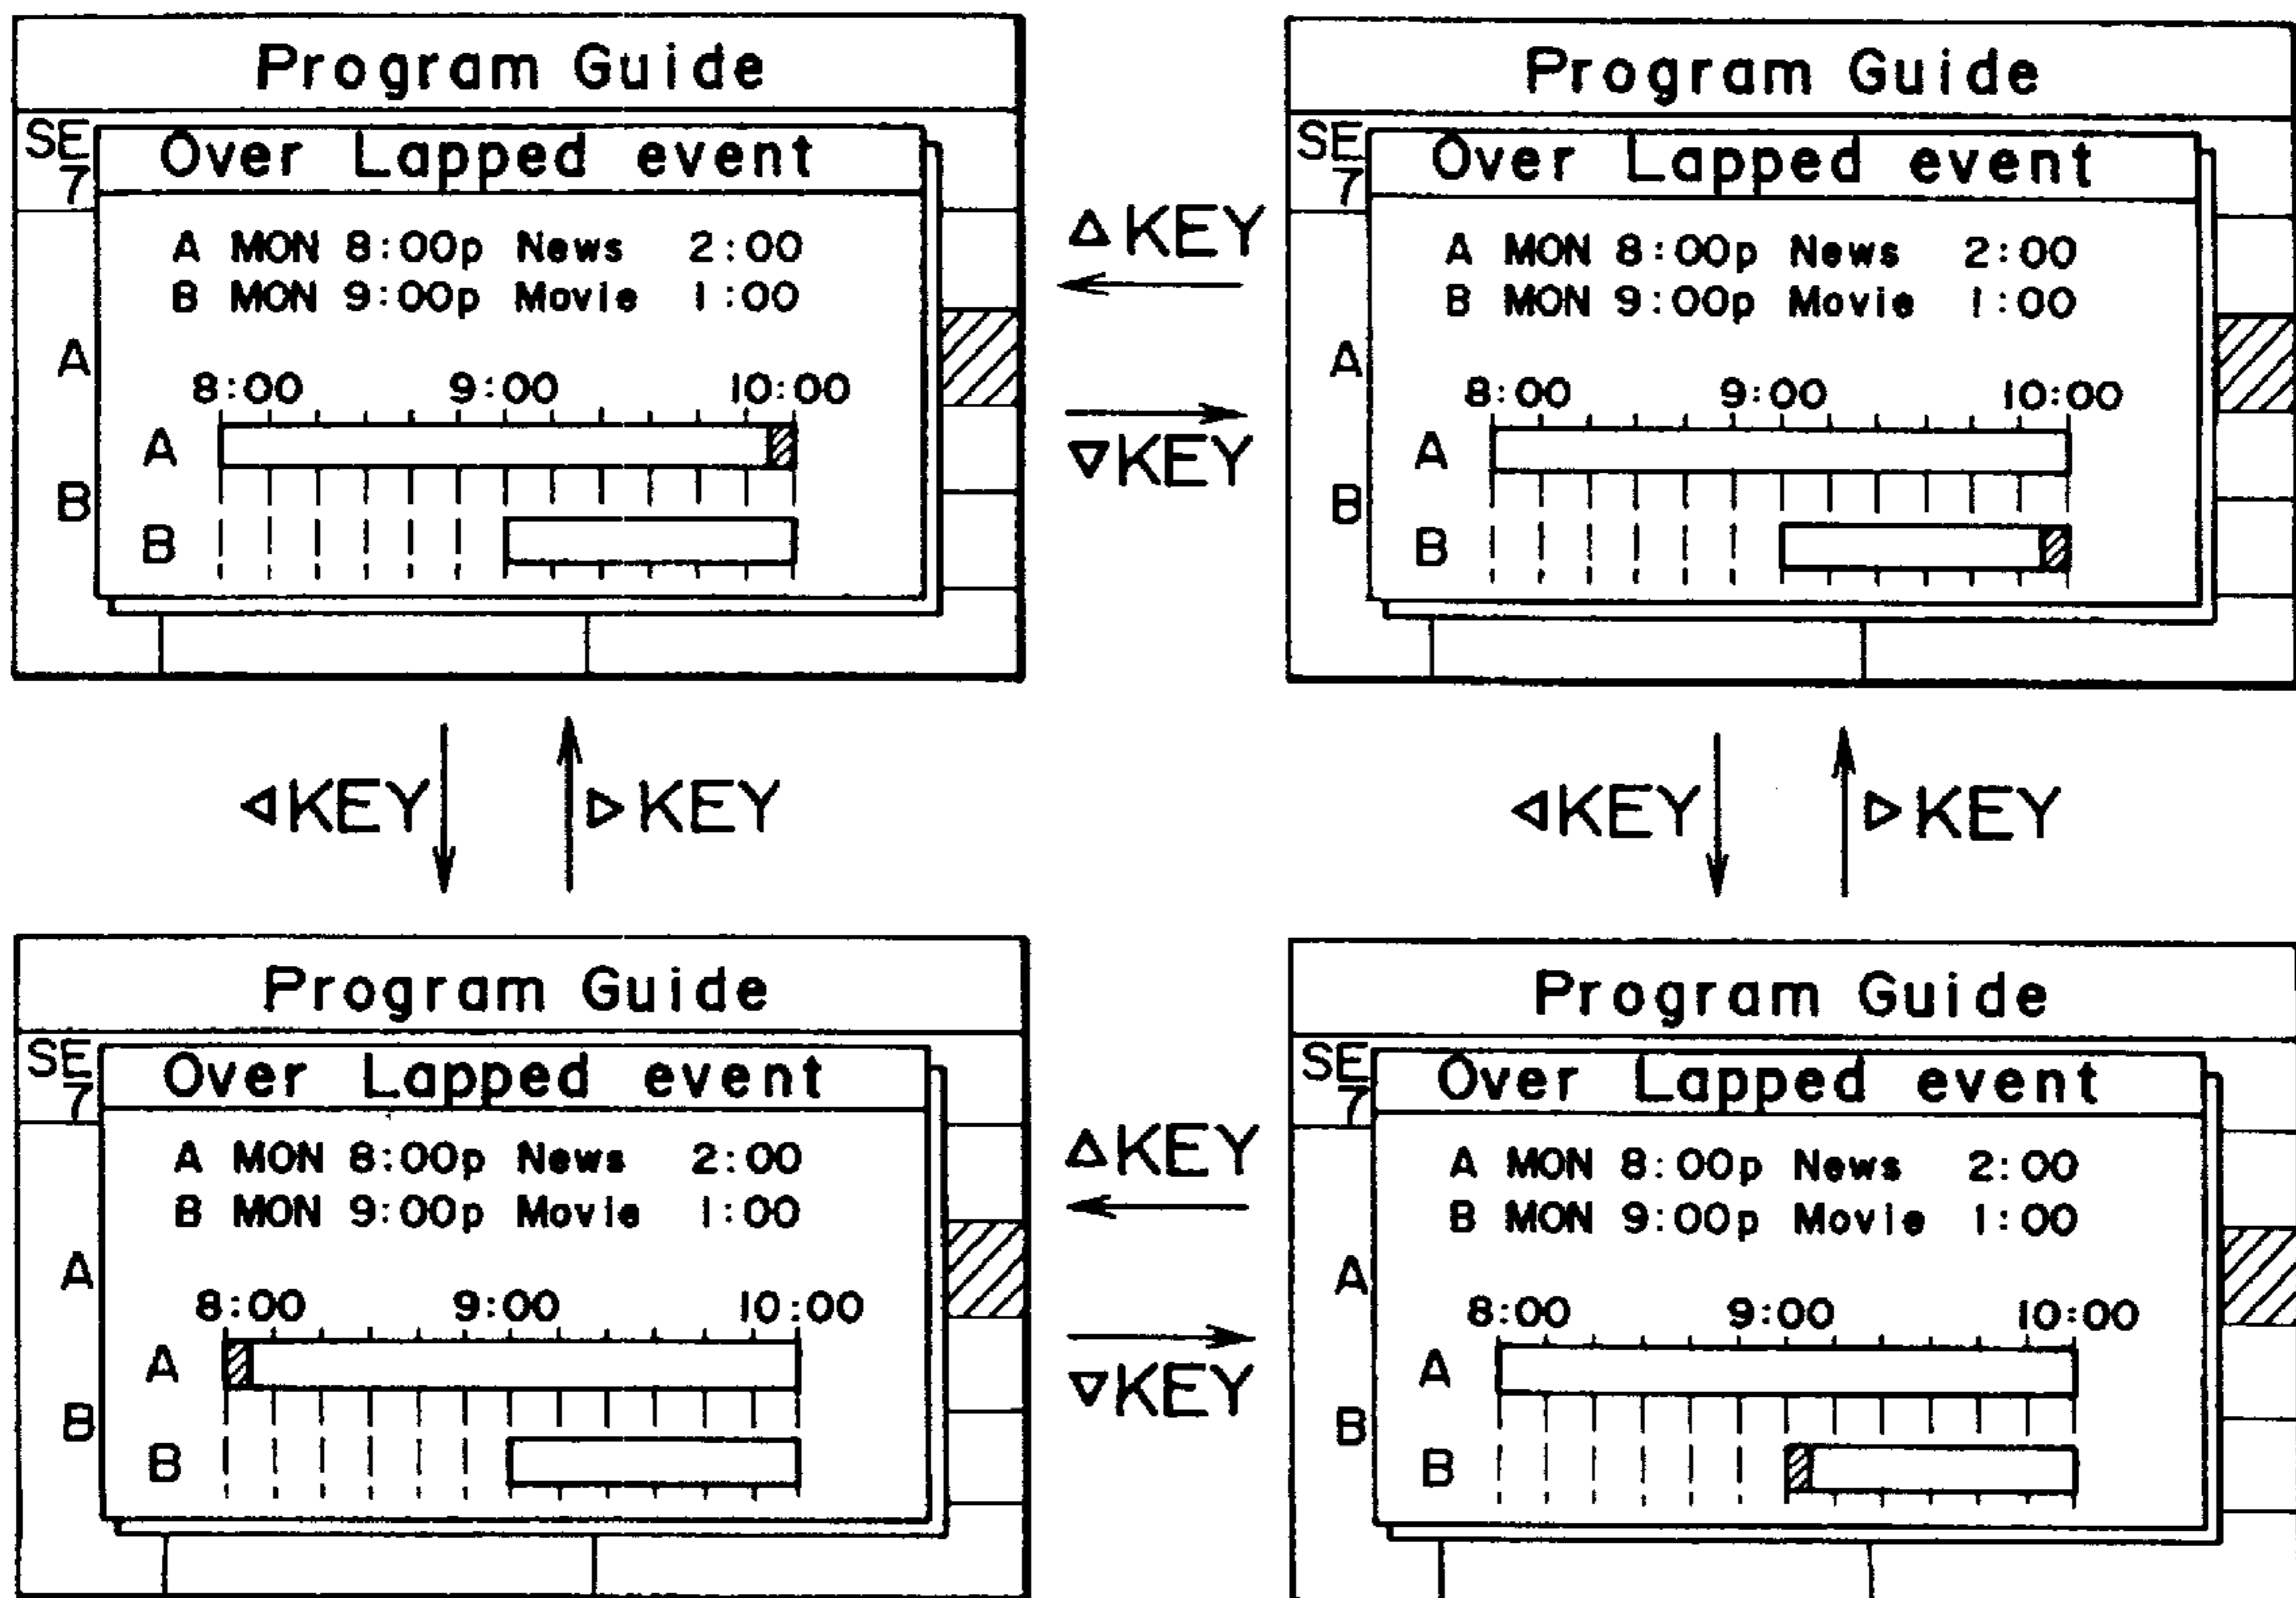 Program Guide
SE
7
Over Lapped event
A MON 8:00p News 2:00
B MON 9:00p Movie 1:00
A
8:00 9:00 10:00
A
B
B
△KEY
▽KEY
Program Guide
SE
7
Over Lapped event
A MON 8:00p News 2:00
B MON 9:00p Movie 1:00
A
8:00 9:00 10:00
A
B
B
◁KEY ▷KEY
◁KEY ▷KEY
Program Guide
SE
7
Over Lapped event
A MON 8:00p News 2:00
B MON 9:00p Movie 1:00
A
8:00 9:00 10:00
A
B
B
△KEY
▽KEY
Program Guide
SE
7
Over Lapped event
A MON 8:00p News 2:00
B MON 9:00p Movie 1:00
A
8:00 9:00 10:00
A
B
B